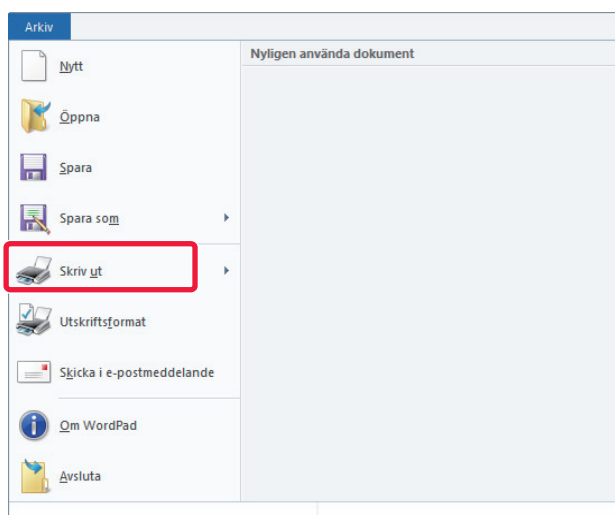 Arkiv
Nyligen använda dokument
Nytt
Öppna
Spara
Spara som
Skriv ut
Utskriftsformat
Skicka i e-postmeddelande
Om WordPad
Avsluta